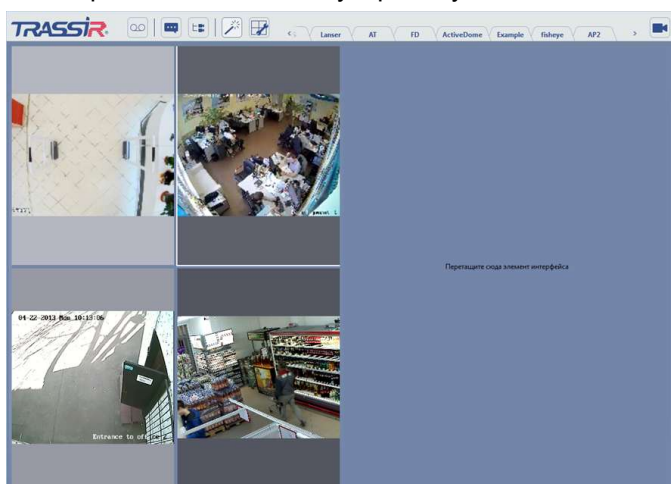 TRASSIR
Lanser
AT
FD
ActiveDome
Example
fisheye
AP2
Перетащите сюда элемент интерфейса
04-22-2013 Mon 10:13:06
Entrance to office 2